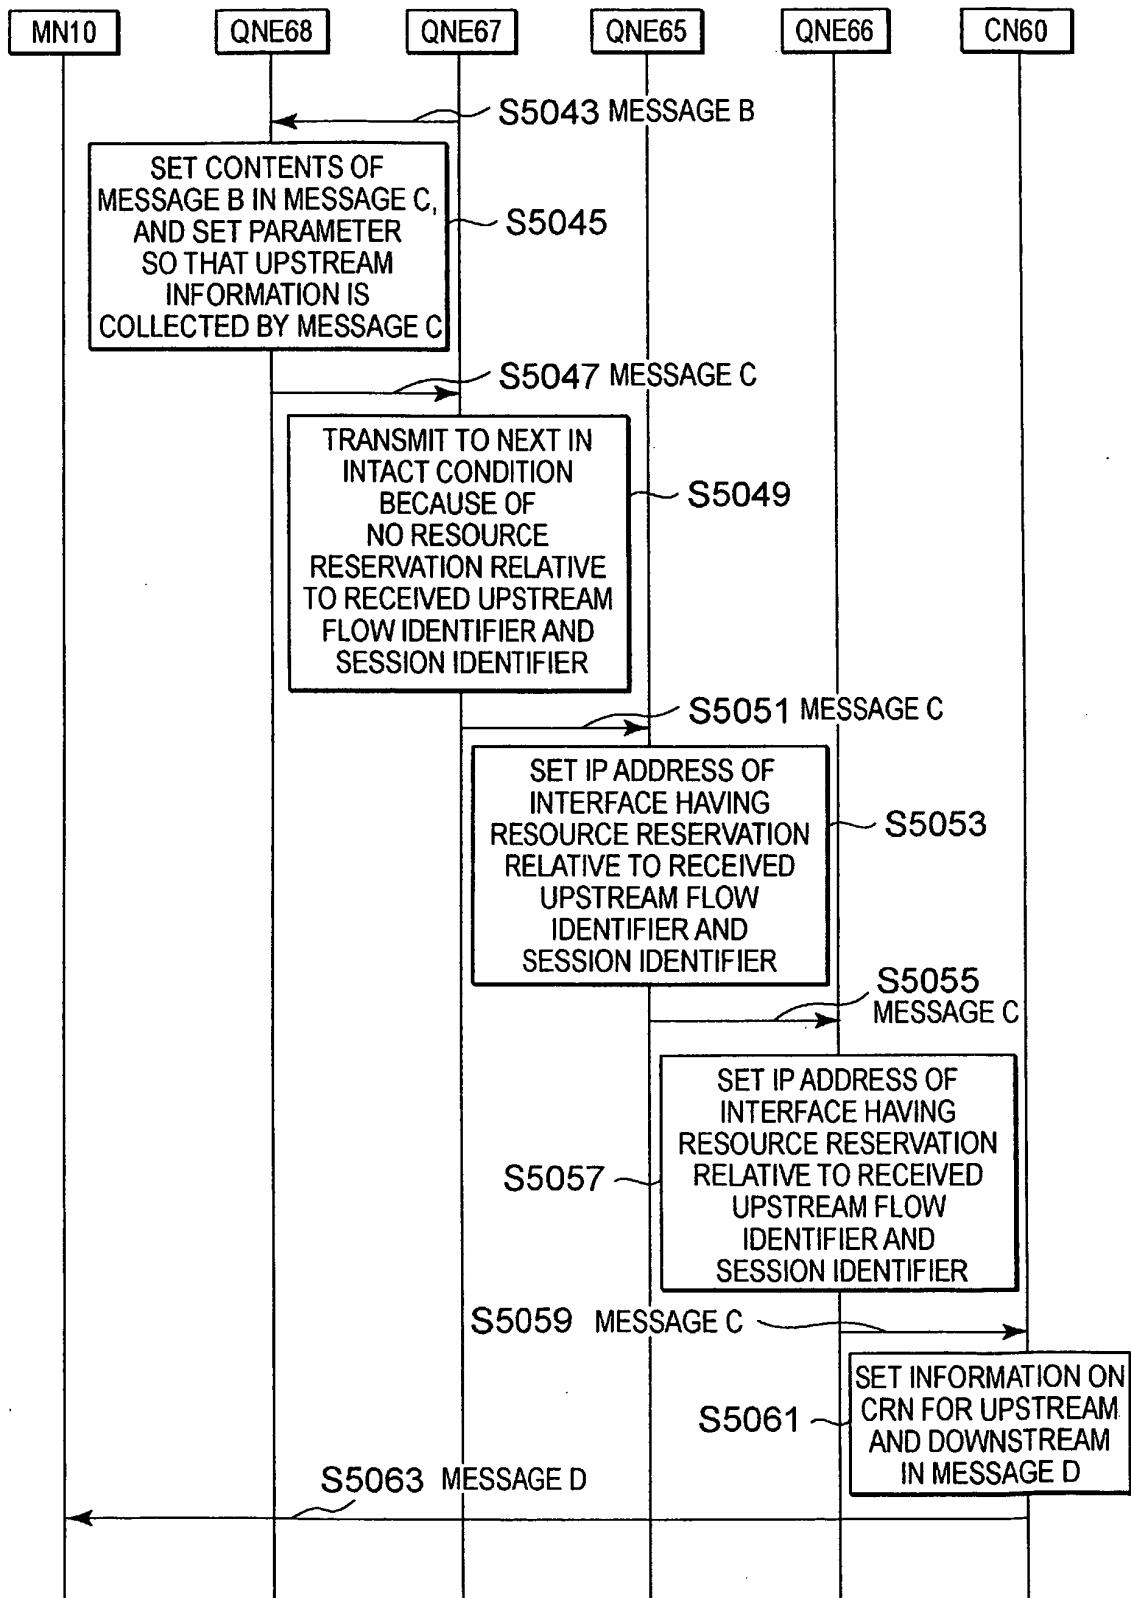 MN10 QNE68 QNE67 QNE65 QNE66 CN60
S5043 MESSAGE B
SET CONTENTS OF
MESSAGE B IN MESSAGE C,
AND SET PARAMETER
SO THAT UPSTREAM
INFORMATION IS
COLLECTED BY MESSAGE C
S5045
S5047 MESSAGE C
TRANSMIT TO NEXT IN
INTACT CONDITION
BECAUSE OF
NO RESOURCE
RESERVATION RELATIVE
TO RECEIVED UPSTREAM
FLOW IDENTIFIER AND
SESSION IDENTIFIER
S5049
S5051 MESSAGE C
SET IP ADDRESS OF
INTERFACE HAVING
RESOURCE RESERVATION
RELATIVE TO RECEIVED
UPSTREAM FLOW
IDENTIFIER AND
SESSION IDENTIFIER
S5053
S5055
MESSAGE C
SET IP ADDRESS OF
INTERFACE HAVING
RESOURCE RESERVATION
RELATIVE TO RECEIVED
UPSTREAM FLOW
IDENTIFIER AND
SESSION IDENTIFIER
S5057
S5059 MESSAGE C
SET INFORMATION ON
CRN FOR UPSTREAM
AND DOWNSTREAM
IN MESSAGE D
S5061
S5063 MESSAGE D